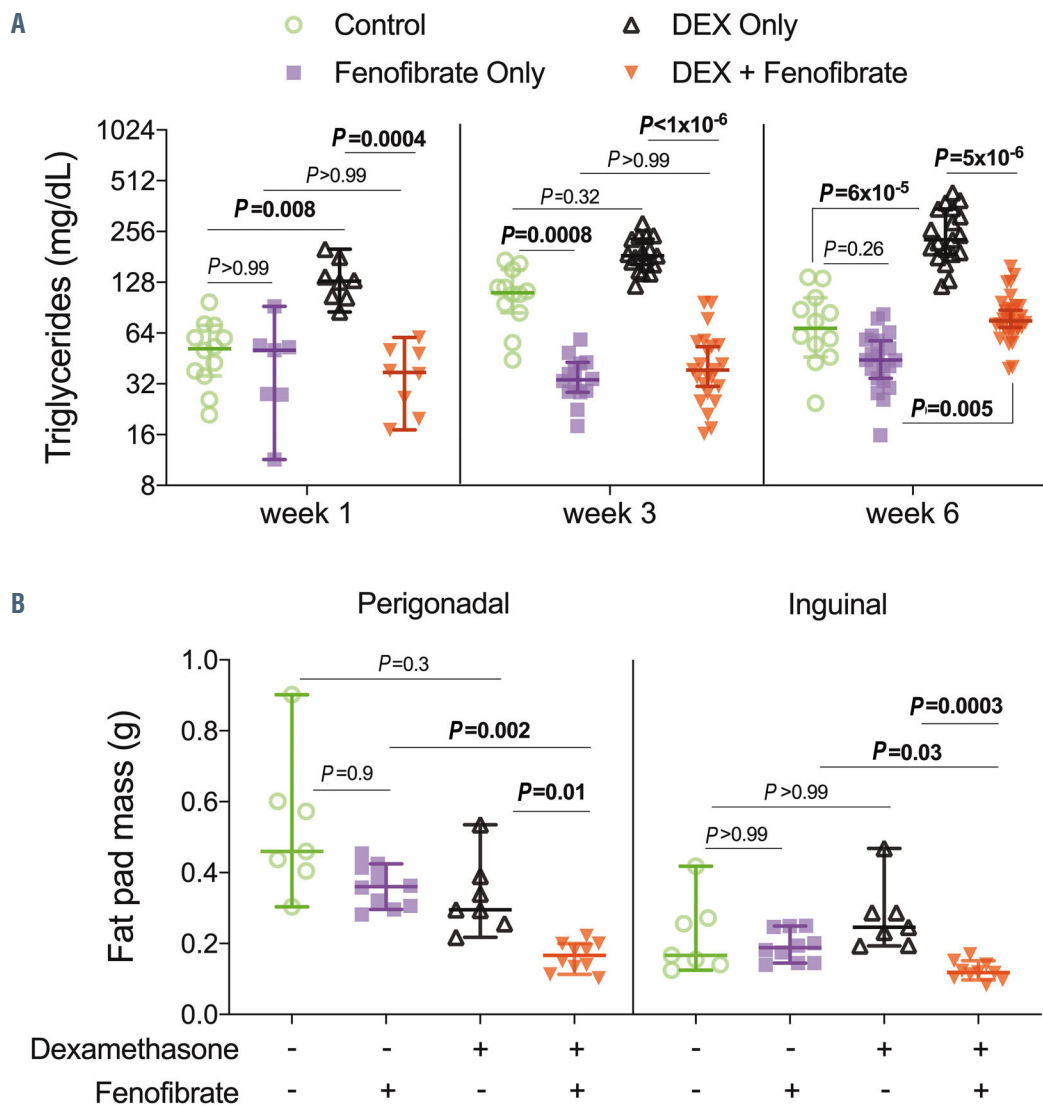 A
Control
DEX Only
Fenofibrate Only
DEX + Fenofibrate
Triglycerides (mg/dL)
1024
512
256
128
64
32
16
8
P=0.0004
P>0.99
P=0.008
P>0.99
P<1x10⁻⁶
P>0.99
P=0.32
P=0.0008
P=5x10⁻⁶
P=6x10⁻⁵
P=0.26
P=0.005
week 1
week 3
week 6
B
Perigonadal
Inguinal
Fat pad mass (g)
1.0
0.8
0.6
0.4
0.2
0.0
P=0.3
P=0.002
P=0.9
P=0.01
P=0.0003
P=0.03
P>0.99
P>0.99
Dexamethasone - - + + - - + +
Fenofibrate - + - + - + - +